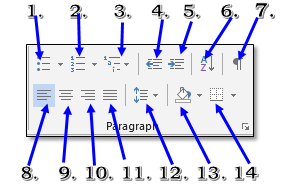 1. 2. 3. 4. 5. 6. 7.
Paragraph
8. 9. 10. 11. 12. 13. 14